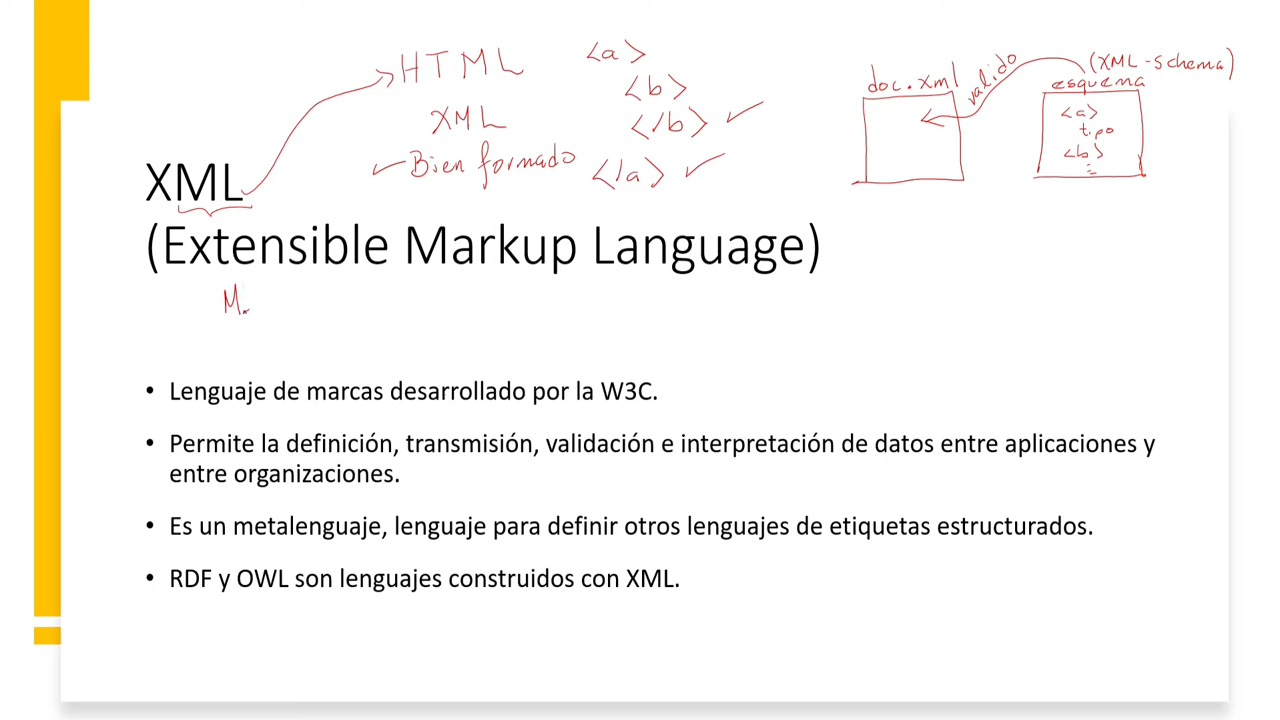 HTML <a>
<b>
XML </b>
Bien formado </a>
doc.xml
valido
(XML-Schema)
esquema
<a>
tipo
<b>
XML
(Extensible Markup Language)
M
• Lenguaje de marcas desarrollado por la W3C.
• Permite la definición, transmisión, validación e interpretación de datos entre aplicaciones y
entre organizaciones.
• Es un metalenguaje, lenguaje para definir otros lenguajes de etiquetas estructurados.
• RDF y OWL son lenguajes construidos con XML.